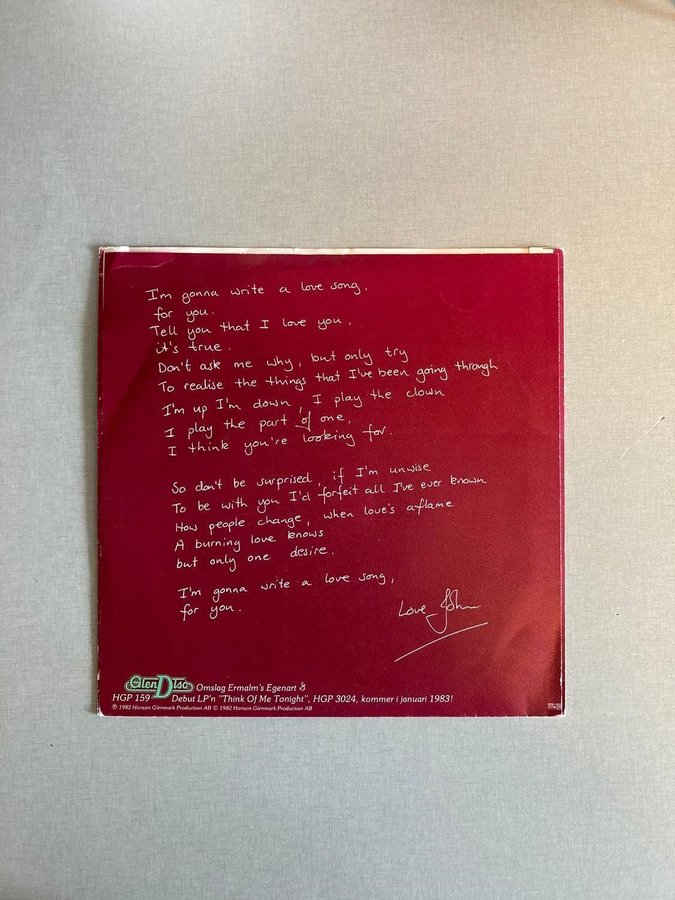 I'm gonna write a love song.
for you.
Tell you that I love you,
it's true.
Don't ask me why, but only try
To realise the things that I've been going through
I'm up I'm down, I play the clown
I play the part of one,
I think you're looking for.
So don't be surprised, if I'm unwise
To be with you I'd forfeit all I've ever known
How people change, when love's aflame
A burning love knows
but only one desire.
I'm gonna write a love song,
for you.
Love John
GlenDisc Omslag Ermalm's Egenart
HGP 159 Debut LP'n "Think Of Me Tonight", HGP 3024, kommer i januari 1983!
℗ 1982 Hanson Glenmark Production AB © 1982 Hanson Glenmark Production AB